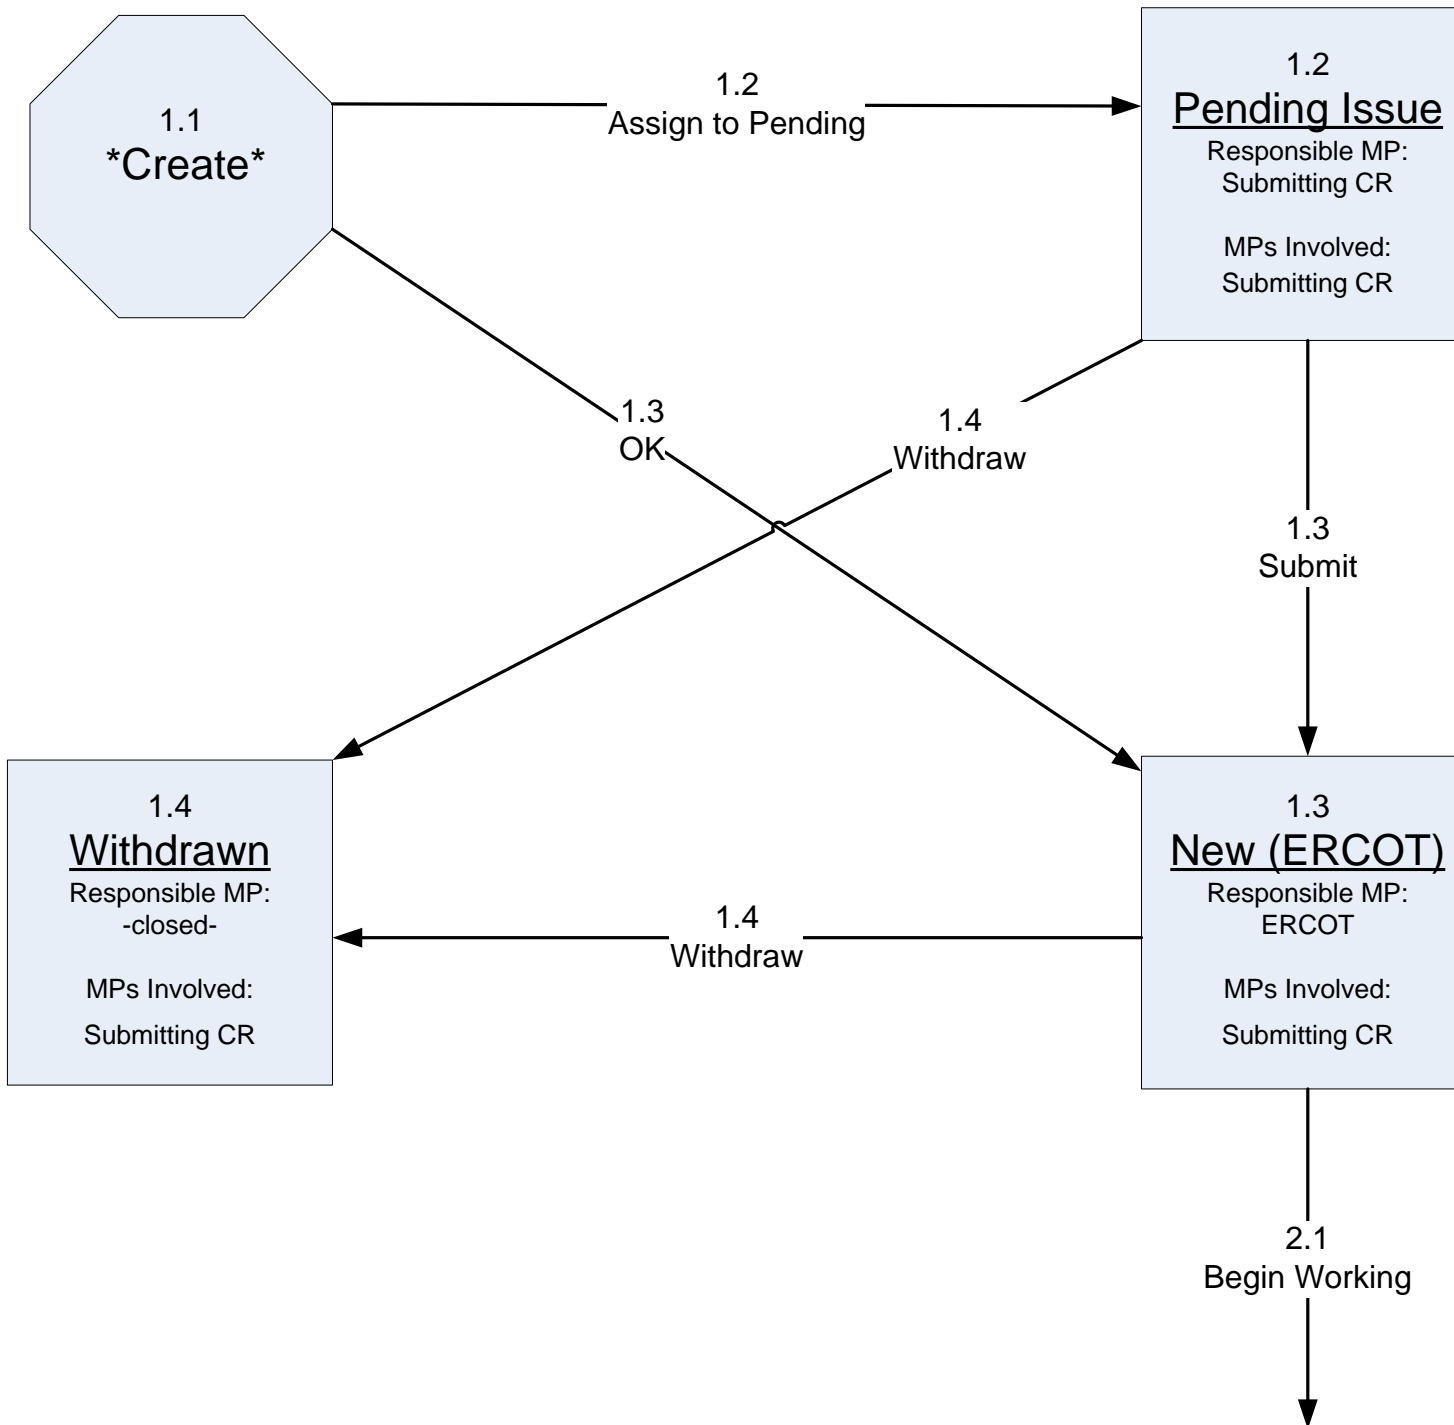 1.1
*Create*
1.2
Assign to Pending
1.2
Pending Issue
Responsible MP:
Submitting CR
MPs Involved:
Submitting CR
1.3
OK
1.4
Withdraw
1.3
Submit
1.4
Withdrawn
Responsible MP:
-closed-
MPs Involved:
Submitting CR
1.4
Withdraw
1.3
New (ERCOT)
Responsible MP:
ERCOT
MPs Involved:
Submitting CR
2.1
Begin Working